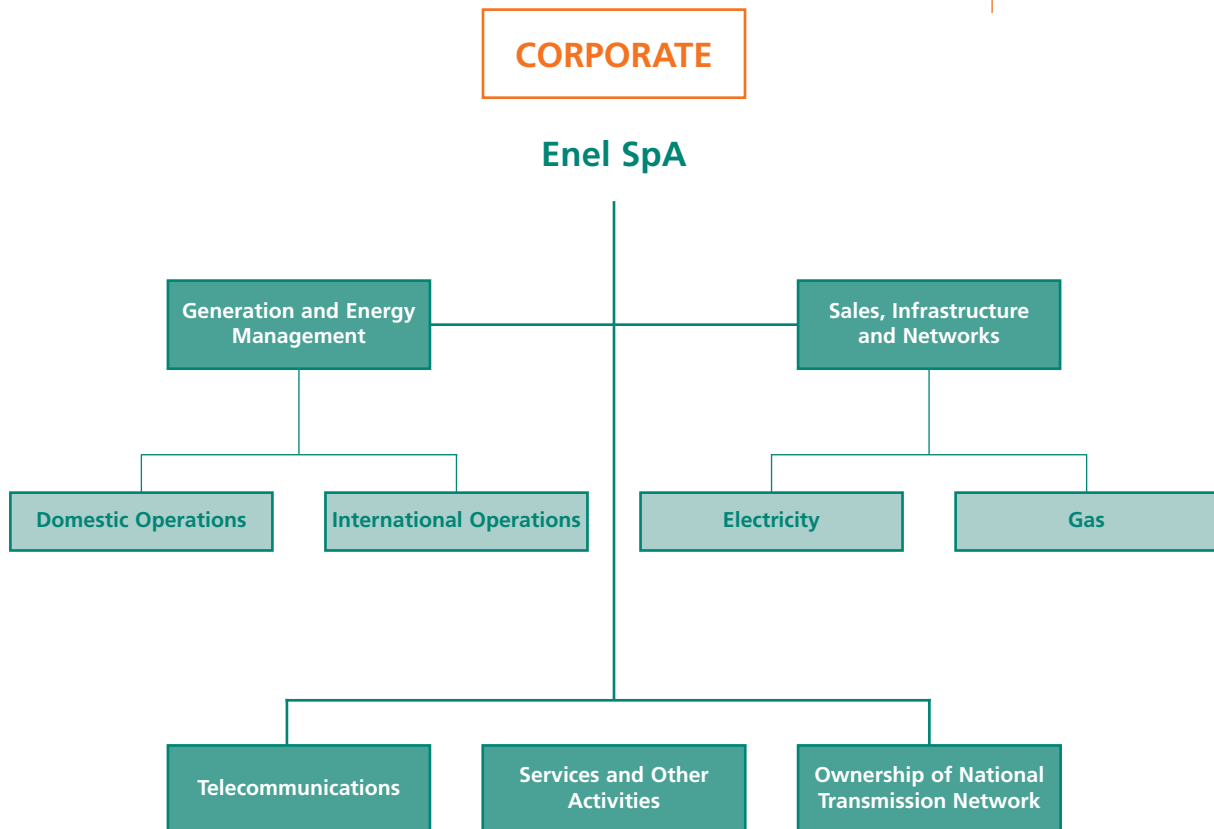 CORPORATE
Enel SpA
Generation and Energy
Management
Sales, Infrastructure
and Networks
Domestic Operations
International Operations
Electricity
Gas
Telecommunications
Services and Other
Activities
Ownership of National
Transmission Network